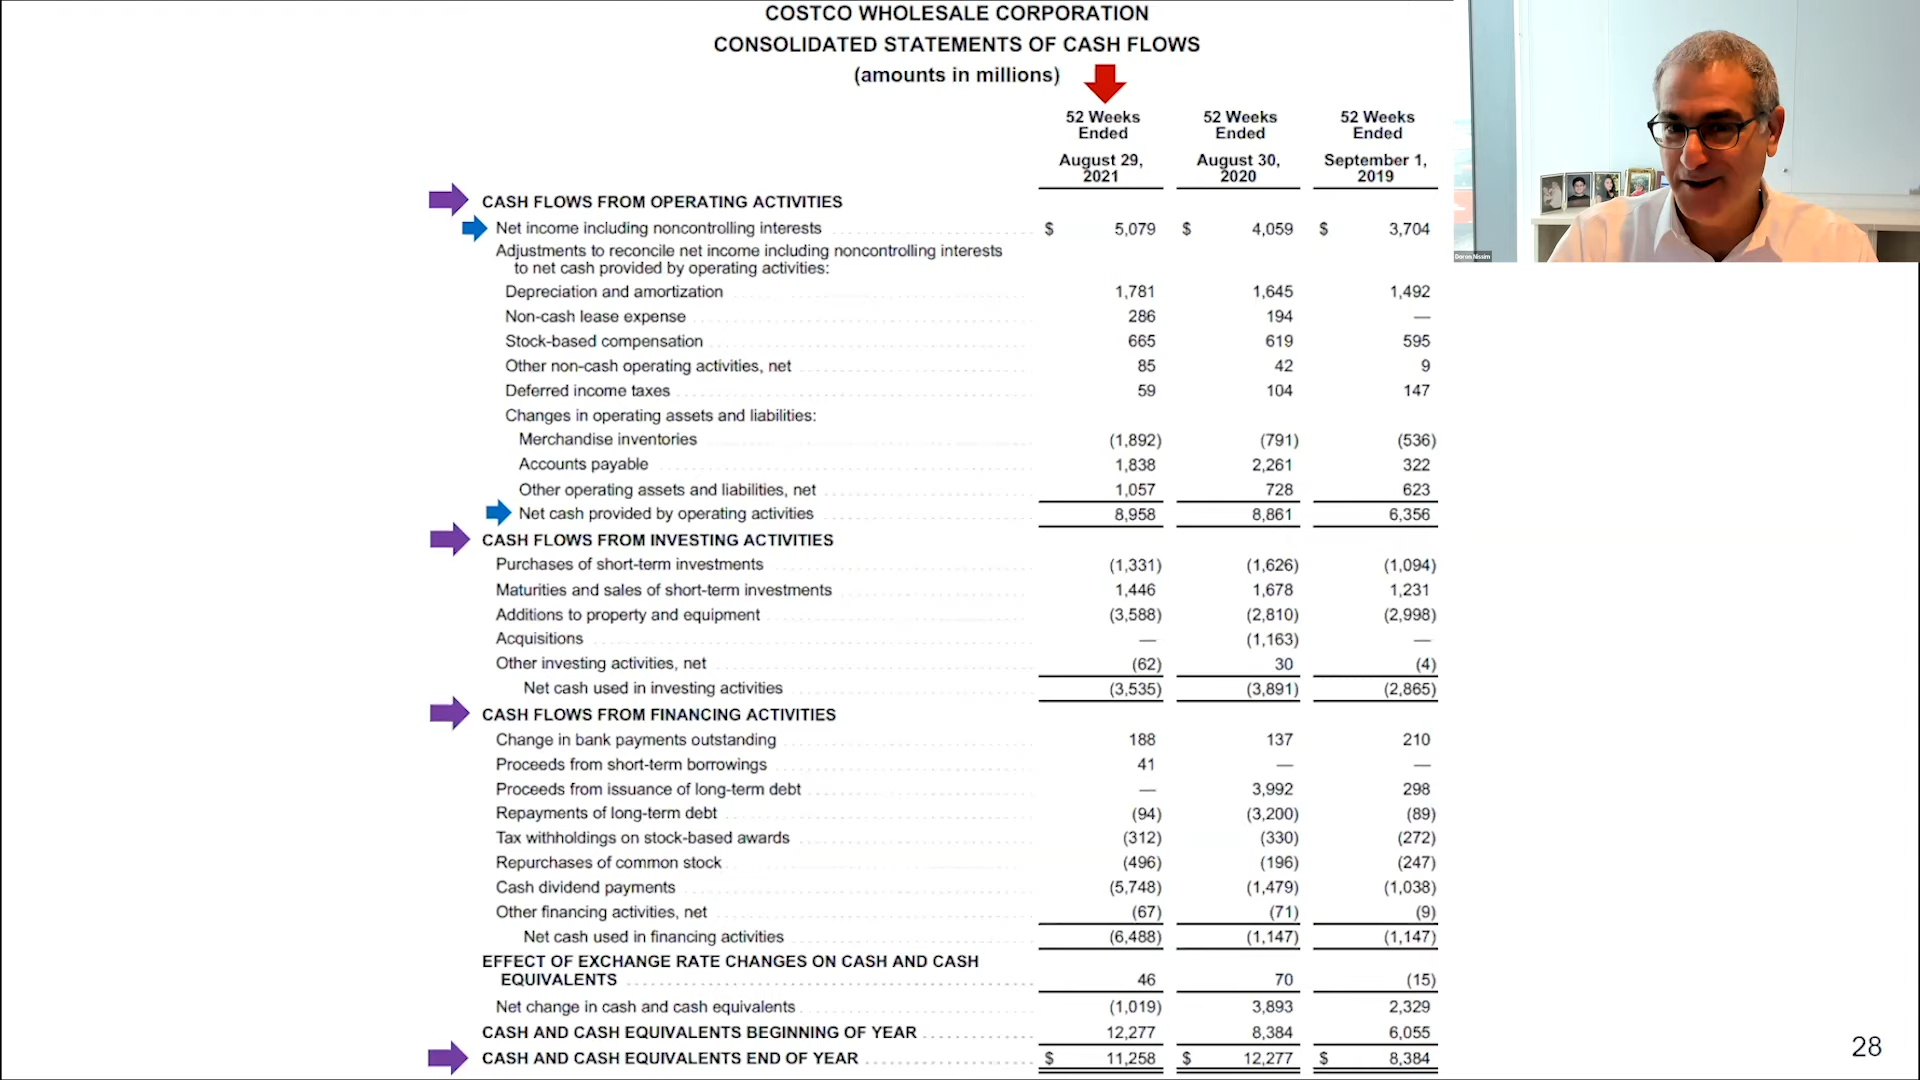 COSTCO WHOLESALE CORPORATION
CONSOLIDATED STATEMENTS OF CASH FLOWS
(amounts in millions)
52 Weeks Ended August 29, 2021 52 Weeks Ended August 30, 2020 52 Weeks Ended September 1, 2019
CASH FLOWS FROM OPERATING ACTIVITIES
Net income including noncontrolling interests $ 5,079 $ 4,059 $ 3,704
Adjustments to reconcile net income including noncontrolling interests
to net cash provided by operating activities:
Depreciation and amortization 1,781 1,645 1,492
Non-cash lease expense 286 194 —
Stock-based compensation 665 619 595
Other non-cash operating activities, net 85 42 9
Deferred income taxes 59 104 147
Changes in operating assets and liabilities:
Merchandise inventories (1,892) (791) (536)
Accounts payable 1,838 2,261 322
Other operating assets and liabilities, net 1,057 728 623
Net cash provided by operating activities 8,958 8,861 6,356
CASH FLOWS FROM INVESTING ACTIVITIES
Purchases of short-term investments (1,331) (1,626) (1,094)
Maturities and sales of short-term investments 1,446 1,678 1,231
Additions to property and equipment (3,588) (2,810) (2,998)
Acquisitions — (1,163) —
Other investing activities, net (62) 30 (4)
Net cash used in investing activities (3,535) (3,891) (2,865)
CASH FLOWS FROM FINANCING ACTIVITIES
Change in bank payments outstanding 188 137 210
Proceeds from short-term borrowings 41 — —
Proceeds from issuance of long-term debt — 3,992 298
Repayments of long-term debt (94) (3,200) (89)
Tax withholdings on stock-based awards (312) (330) (272)
Repurchases of common stock (496) (196) (247)
Cash dividend payments (5,748) (1,479) (1,038)
Other financing activities, net (67) (71) (9)
Net cash used in financing activities (6,488) (1,147) (1,147)
EFFECT OF EXCHANGE RATE CHANGES ON CASH AND CASH
EQUIVALENTS 46 70 (15)
Net change in cash and cash equivalents (1,019) 3,893 2,329
CASH AND CASH EQUIVALENTS BEGINNING OF YEAR 12,277 8,384 6,055
CASH AND CASH EQUIVALENTS END OF YEAR $ 11,258 $ 12,277 $ 8,384
Doron Nissim
28